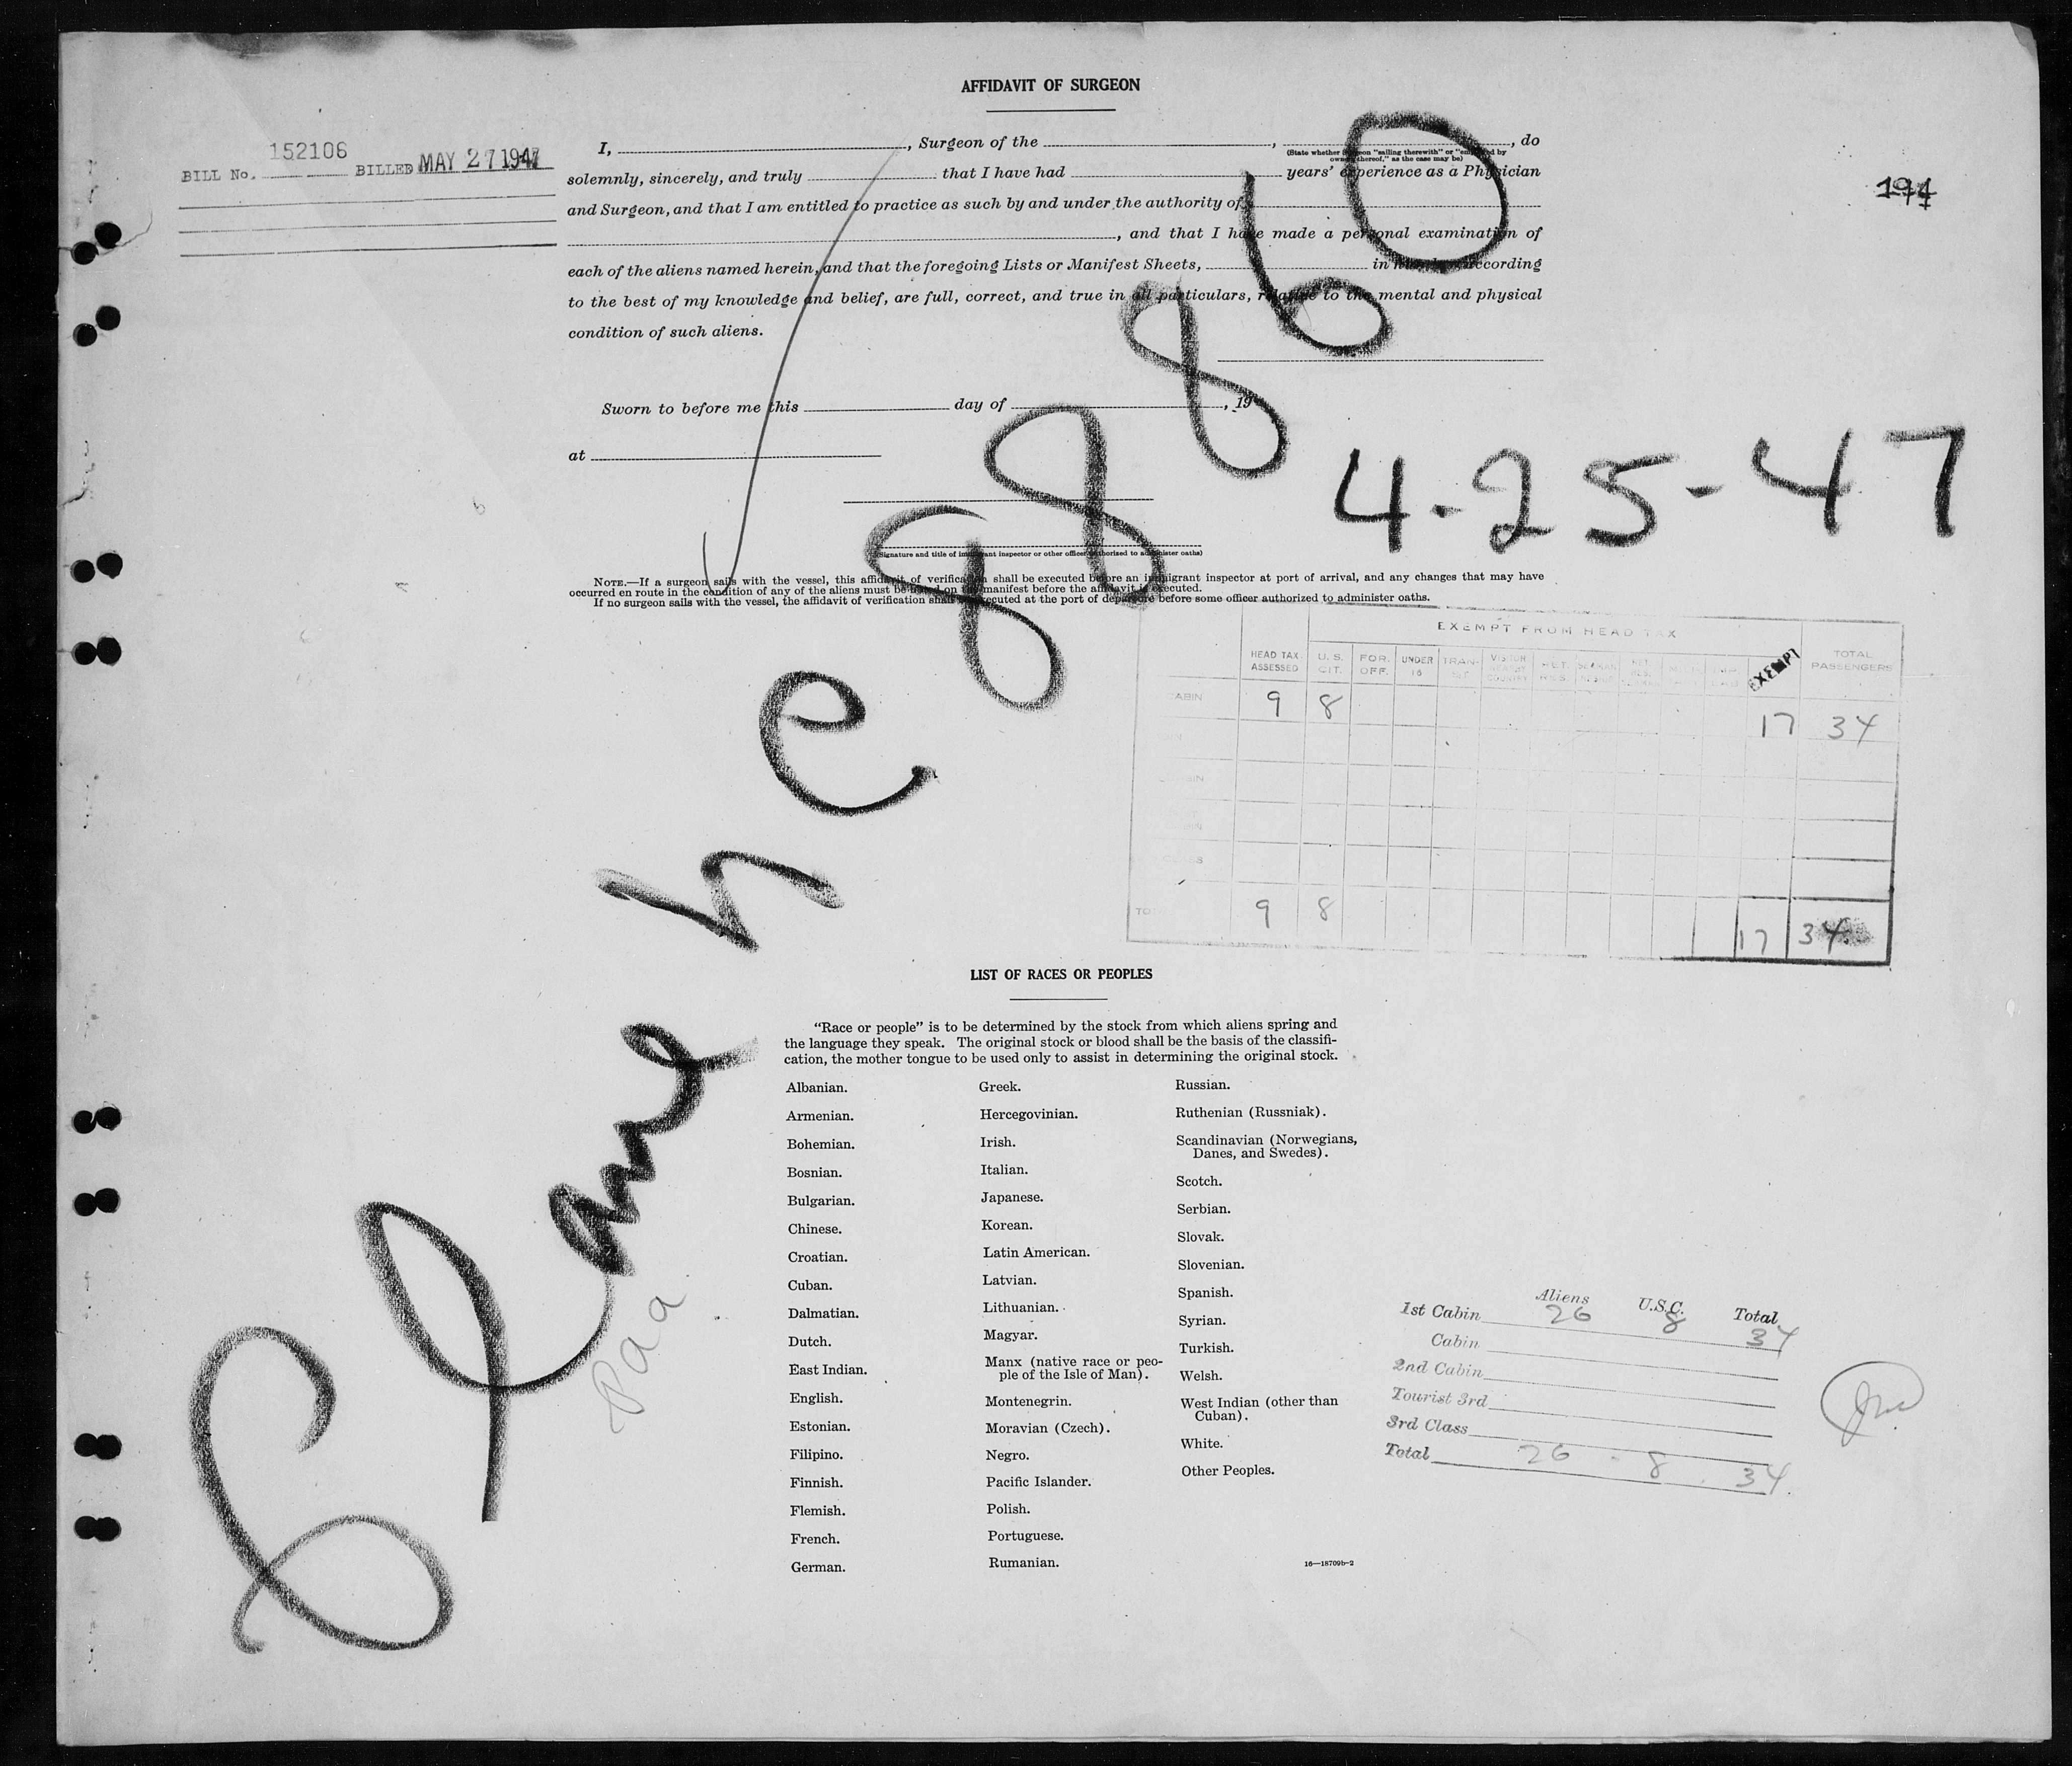 AFFIDAVIT OF SURGEON
152106
BILL No. BILLED MAY 27 1947
194
I, , Surgeon of the , , do
(State whether surgeon "sailing therewith" or "employed by
owners thereof," as the case may be)
solemnly, sincerely, and truly that I have had years' experience as a Physician
and Surgeon, and that I am entitled to practice as such by and under the authority of
, and that I have made a personal examination of
each of the aliens named herein, and that the foregoing Lists or Manifest Sheets, in number, according
to the best of my knowledge and belief, are full, correct, and true in all particulars, relative to the mental and physical
condition of such aliens.
Sworn to before me this day of , 19
at
4-25-47
(Signature and title of immigrant inspector or other officer authorized to administer oaths)
NOTE.—If a surgeon sails with the vessel, this affidavit of verification shall be executed before an immigrant inspector at port of arrival, and any changes that may have
occurred en route in the condition of any of the aliens must be noted on the manifest before the affidavit is executed.
If no surgeon sails with the vessel, the affidavit of verification shall be executed at the port of departure before some officer authorized to administer oaths.
Plane NC 88860
Paa
EXEMPT FROM HEAD TAX
HEAD TAX ASSESSED U.S. CIT. FOR. OFF. UNDER 16 TRAN- SIT VISITOR COUNTRY RET. RES. EXEMPT TOTAL PASSENGERS
CABIN 9 8
17 34
TOT 9 8 17 34
LIST OF RACES OR PEOPLES
"Race or people" is to be determined by the stock from which aliens spring and
the language they speak. The original stock or blood shall be the basis of the classifi-
cation, the mother tongue to be used only to assist in determining the original stock.
Albanian.
Armenian.
Bohemian.
Bosnian.
Bulgarian.
Chinese.
Croatian.
Cuban.
Dalmatian.
Dutch.
East Indian.
English.
Estonian.
Filipino.
Finnish.
Flemish.
French.
German.
Greek.
Hercegovinian.
Irish.
Italian.
Japanese.
Korean.
Latin American.
Latvian.
Lithuanian.
Magyar.
Manx (native race or peo-
ple of the Isle of Man).
Montenegrin.
Moravian (Czech).
Negro.
Pacific Islander.
Polish.
Portuguese.
Rumanian.
Russian.
Ruthenian (Russniak).
Scandinavian (Norwegians,
Danes, and Swedes).
Scotch.
Serbian.
Slovak.
Slovenian.
Spanish.
Syrian.
Turkish.
Welsh.
West Indian (other than
Cuban).
White.
Other Peoples.
16—18709b-2
Aliens U.S.C. Total
1st Cabin 26 8 34
Cabin
2nd Cabin
Tourist 3rd
3rd Class
Total 26 - 8 . 34.